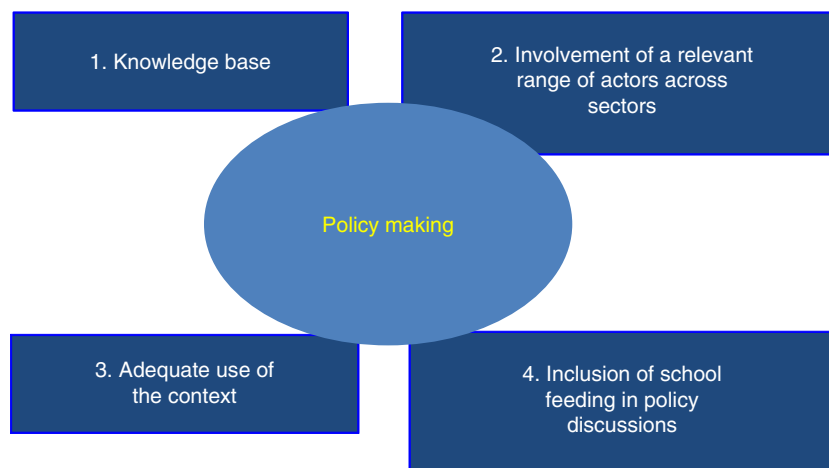 1. Knowledge base
2. Involvement of a relevant
range of actors across
sectors
Policy making
3. Adequate use of
the context
4. Inclusion of school
feeding in policy
discussions